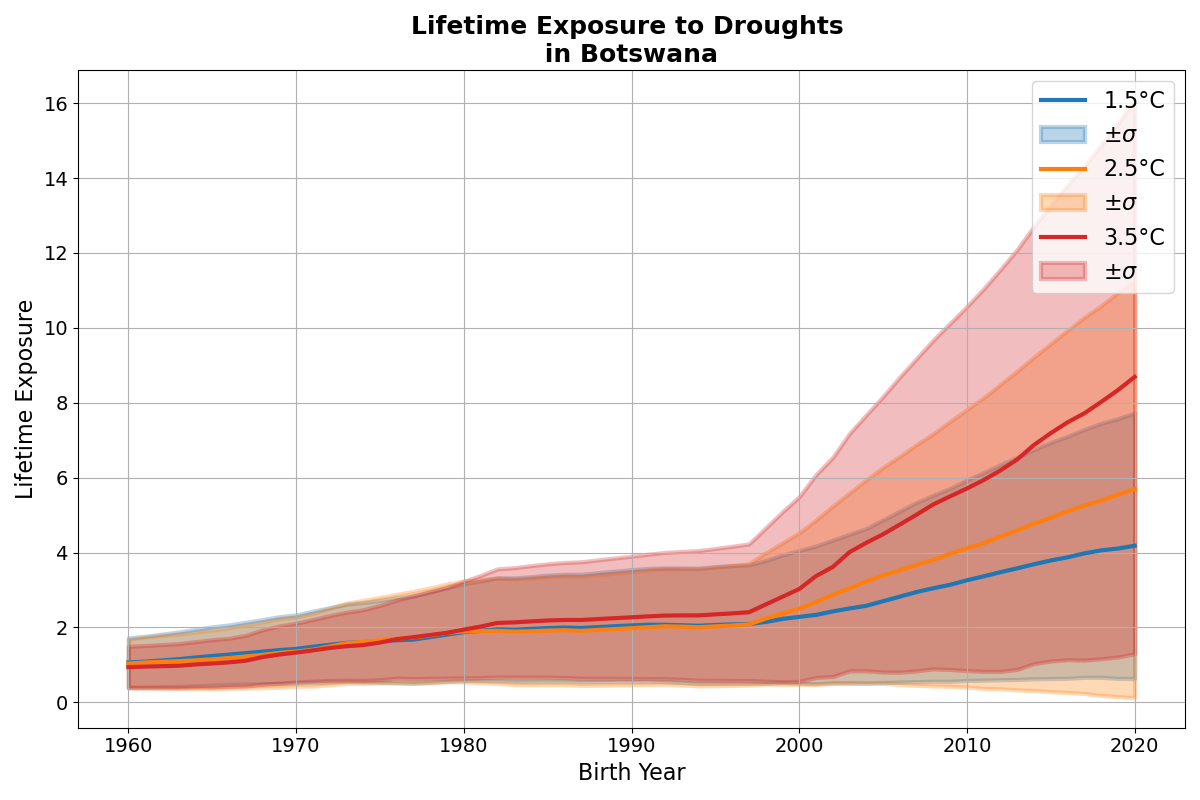 Lifetime Exposure to Droughts
in Botswana
16
14
12
10
8
6
4
2
0
Lifetime Exposure
1960
1970
1980
1990
2000
2010
2020
Birth Year
1.5°C
±σ
2.5°C
±σ
3.5°C
±σ